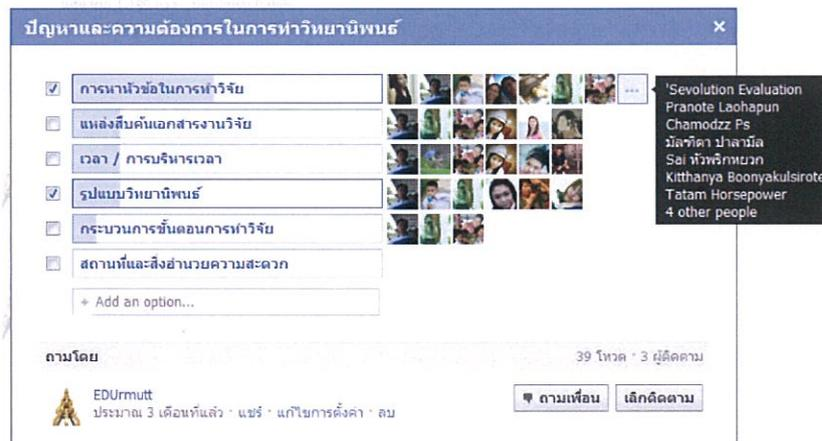 ปัญหาและความต้องการในการทำวิทยานิพนธ์
×
การหาหัวข้อในการทำวิจัย
...
'Sevolution Evaluation
Pranote Laohapun
Chamodzz Ps
มัลฑิตา ปาลามีล
Sai หัวพริกหยวก
Kitthanya Boonyakulsirote
Tatam Horsepower
4 other people
แหล่งสืบค้นเอกสารงานวิจัย
เวลา / การบริหารเวลา
รูปแบบวิทยานิพนธ์
กระบวนการขั้นตอนการทำวิจัย
สถานที่และสิ่งอำนวยความสะดวก
+ Add an option...
ถามโดย
39 โหวต · 3 ผู้ติดตาม
EDUrmutt
ประมาณ 3 เดือนที่แล้ว · แชร์ · แก้ไขการตั้งค่า · ลบ
ถามเพื่อน
เลิกติดตาม